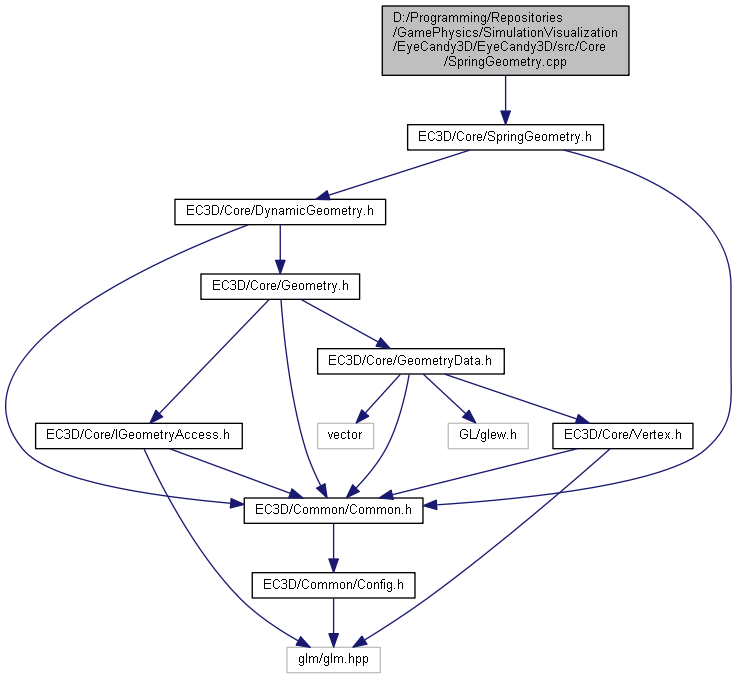 D:/Programming/Repositories
/GamePhysics/SimulationVisualization
/EyeCandy3D/EyeCandy3D/src/Core
/SpringGeometry.cpp
EC3D/Core/SpringGeometry.h
EC3D/Core/DynamicGeometry.h
EC3D/Core/Geometry.h
EC3D/Core/GeometryData.h
EC3D/Core/IGeometryAccess.h
vector
GL/glew.h
EC3D/Core/Vertex.h
EC3D/Common/Common.h
EC3D/Common/Config.h
glm/glm.hpp